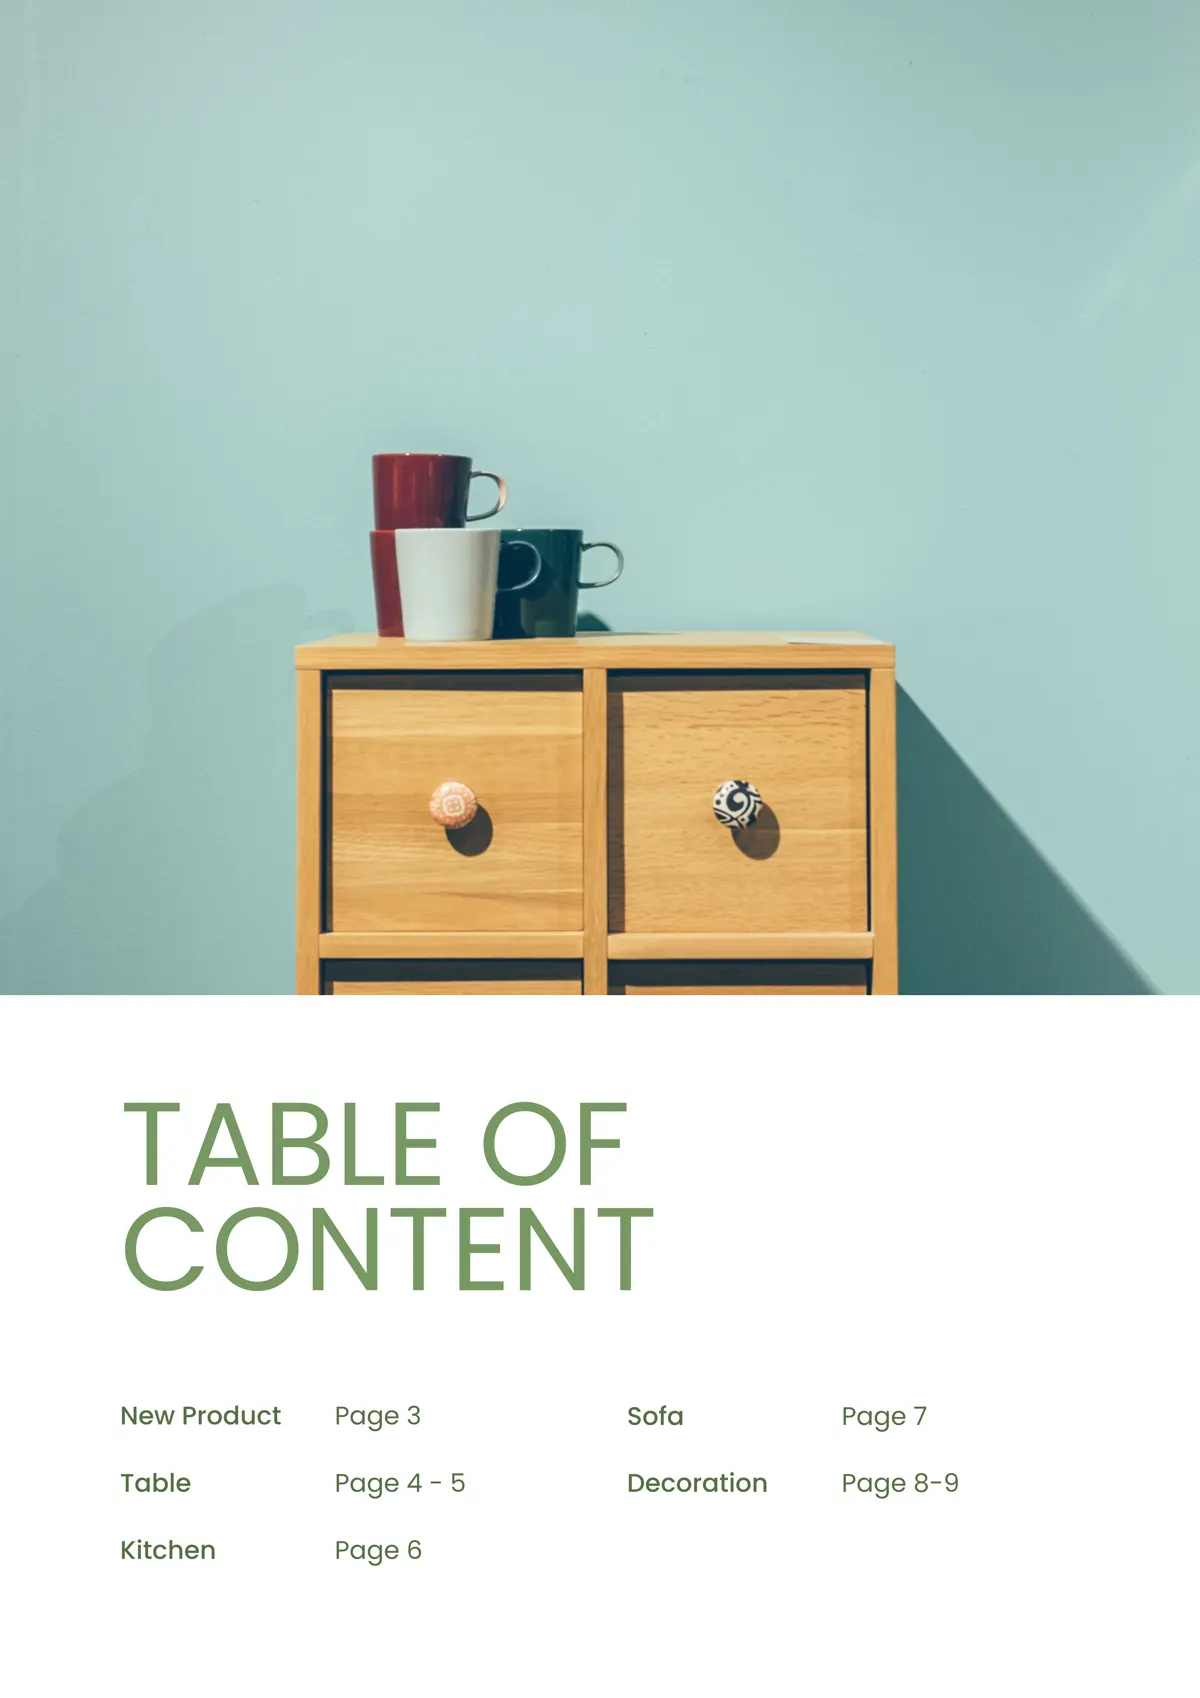 TABLE OF
CONTENT
New Product Page 3
Table Page 4 - 5
Kitchen Page 6
Sofa Page 7
Decoration Page 8-9